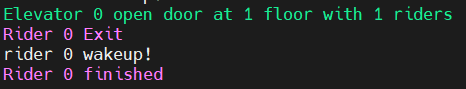 Elevator 0 open door at 1 floor with 1 riders
Rider 0 Exit
rider 0 wakeup!
Rider 0 finished